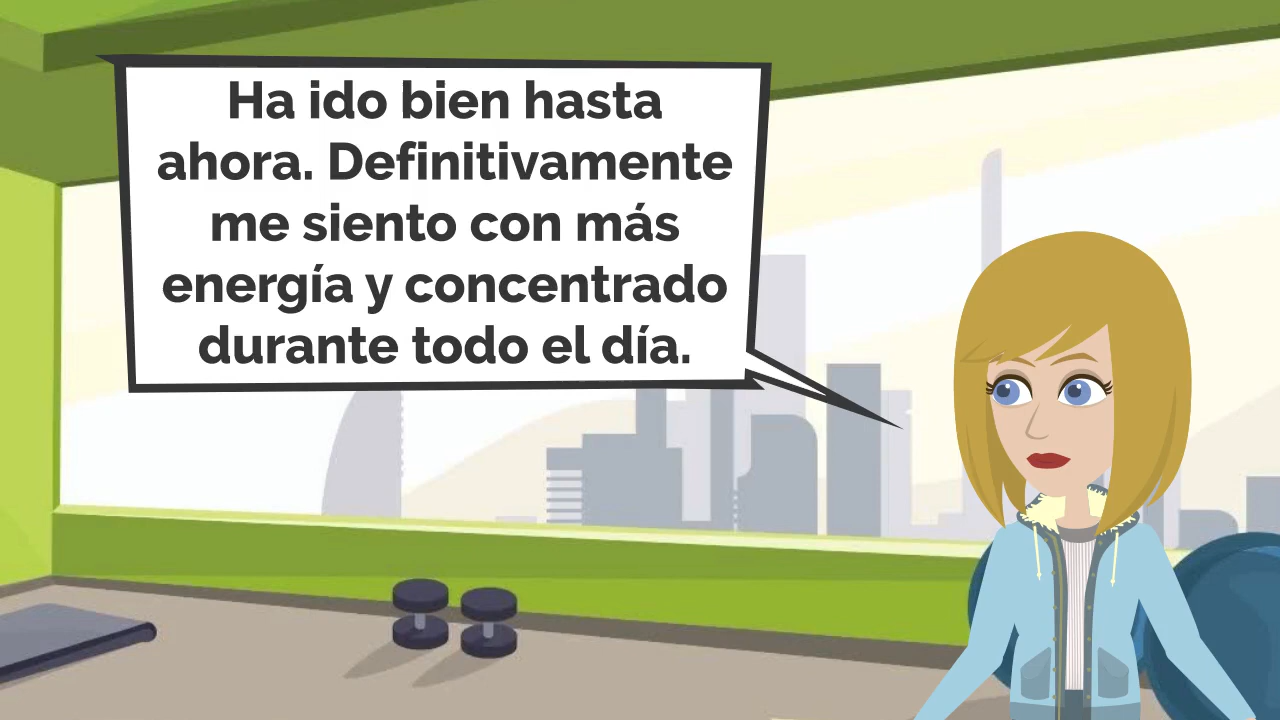 Ha ido bien hasta
ahora. Definitivamente
me siento con más
energía y concentrado
durante todo el día.